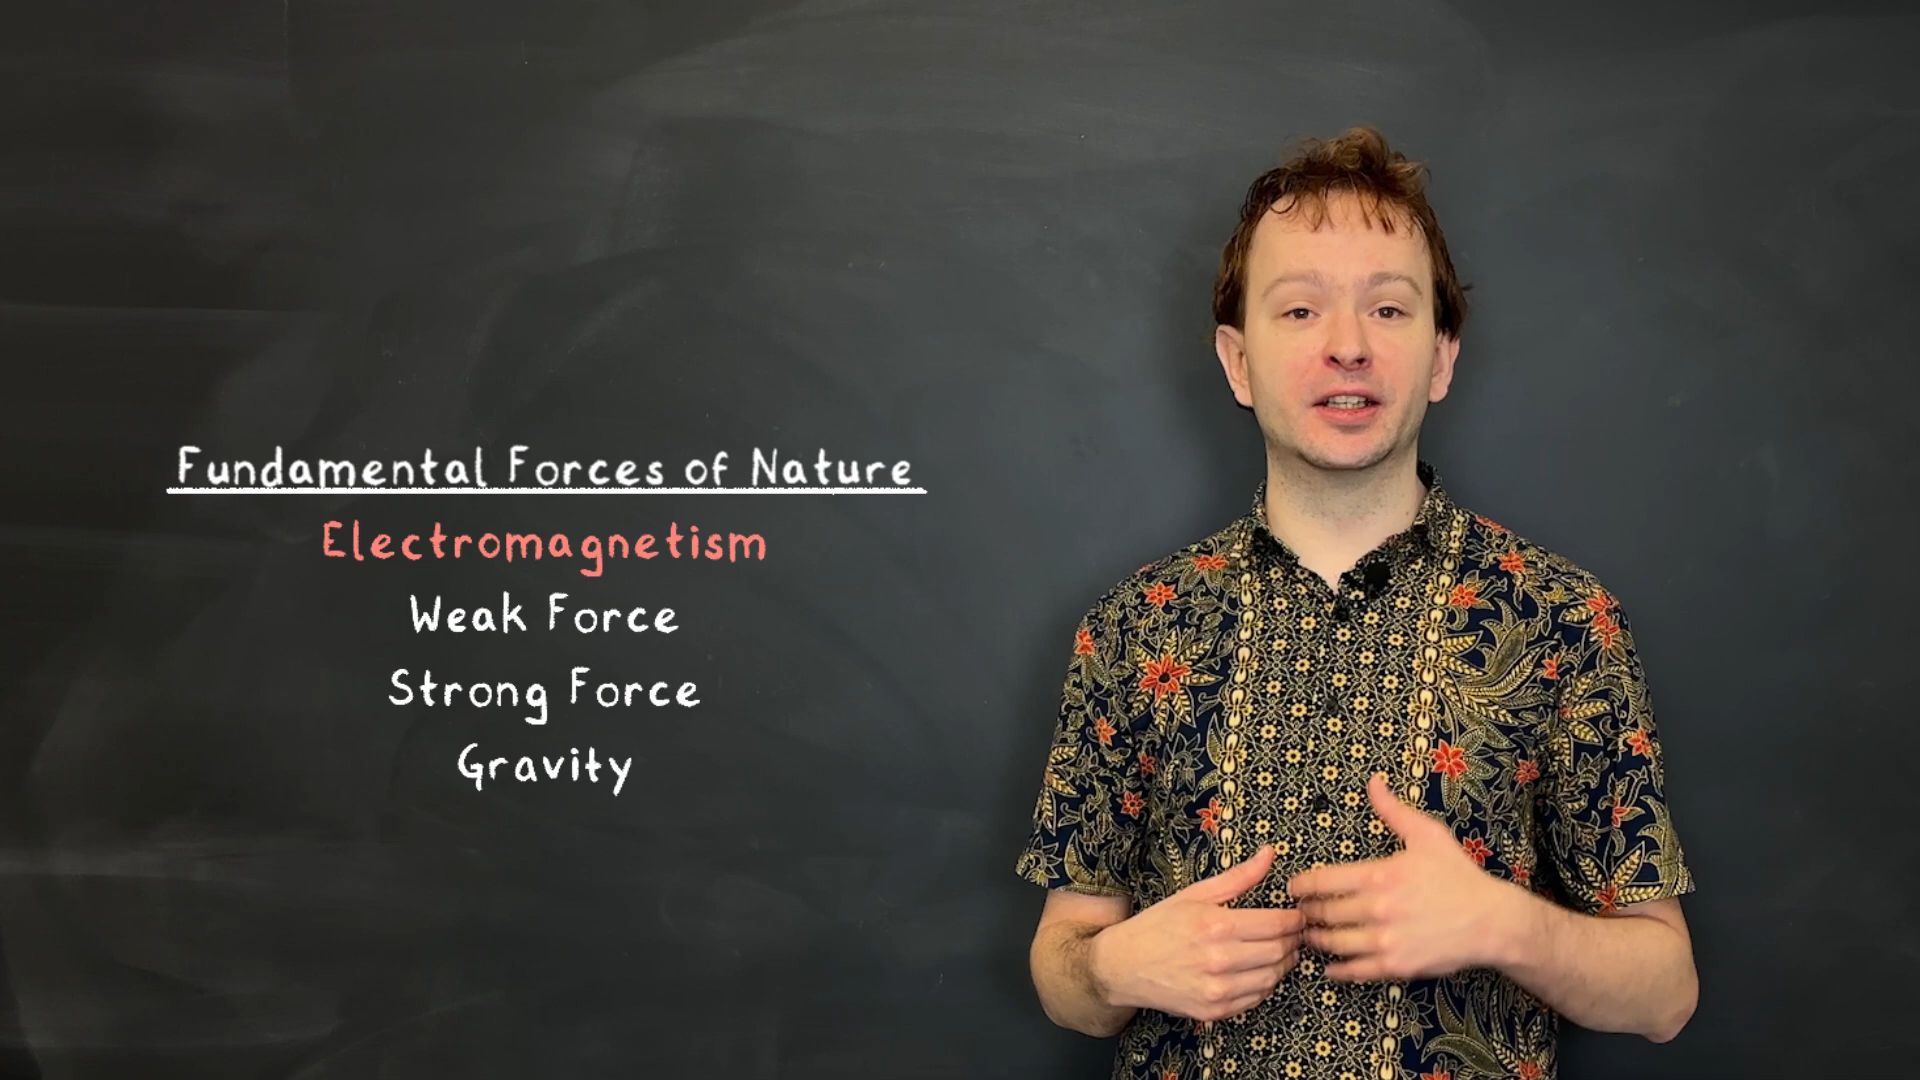 Fundamental Forces of Nature
Electromagnetism
Weak Force
Strong Force
Gravity